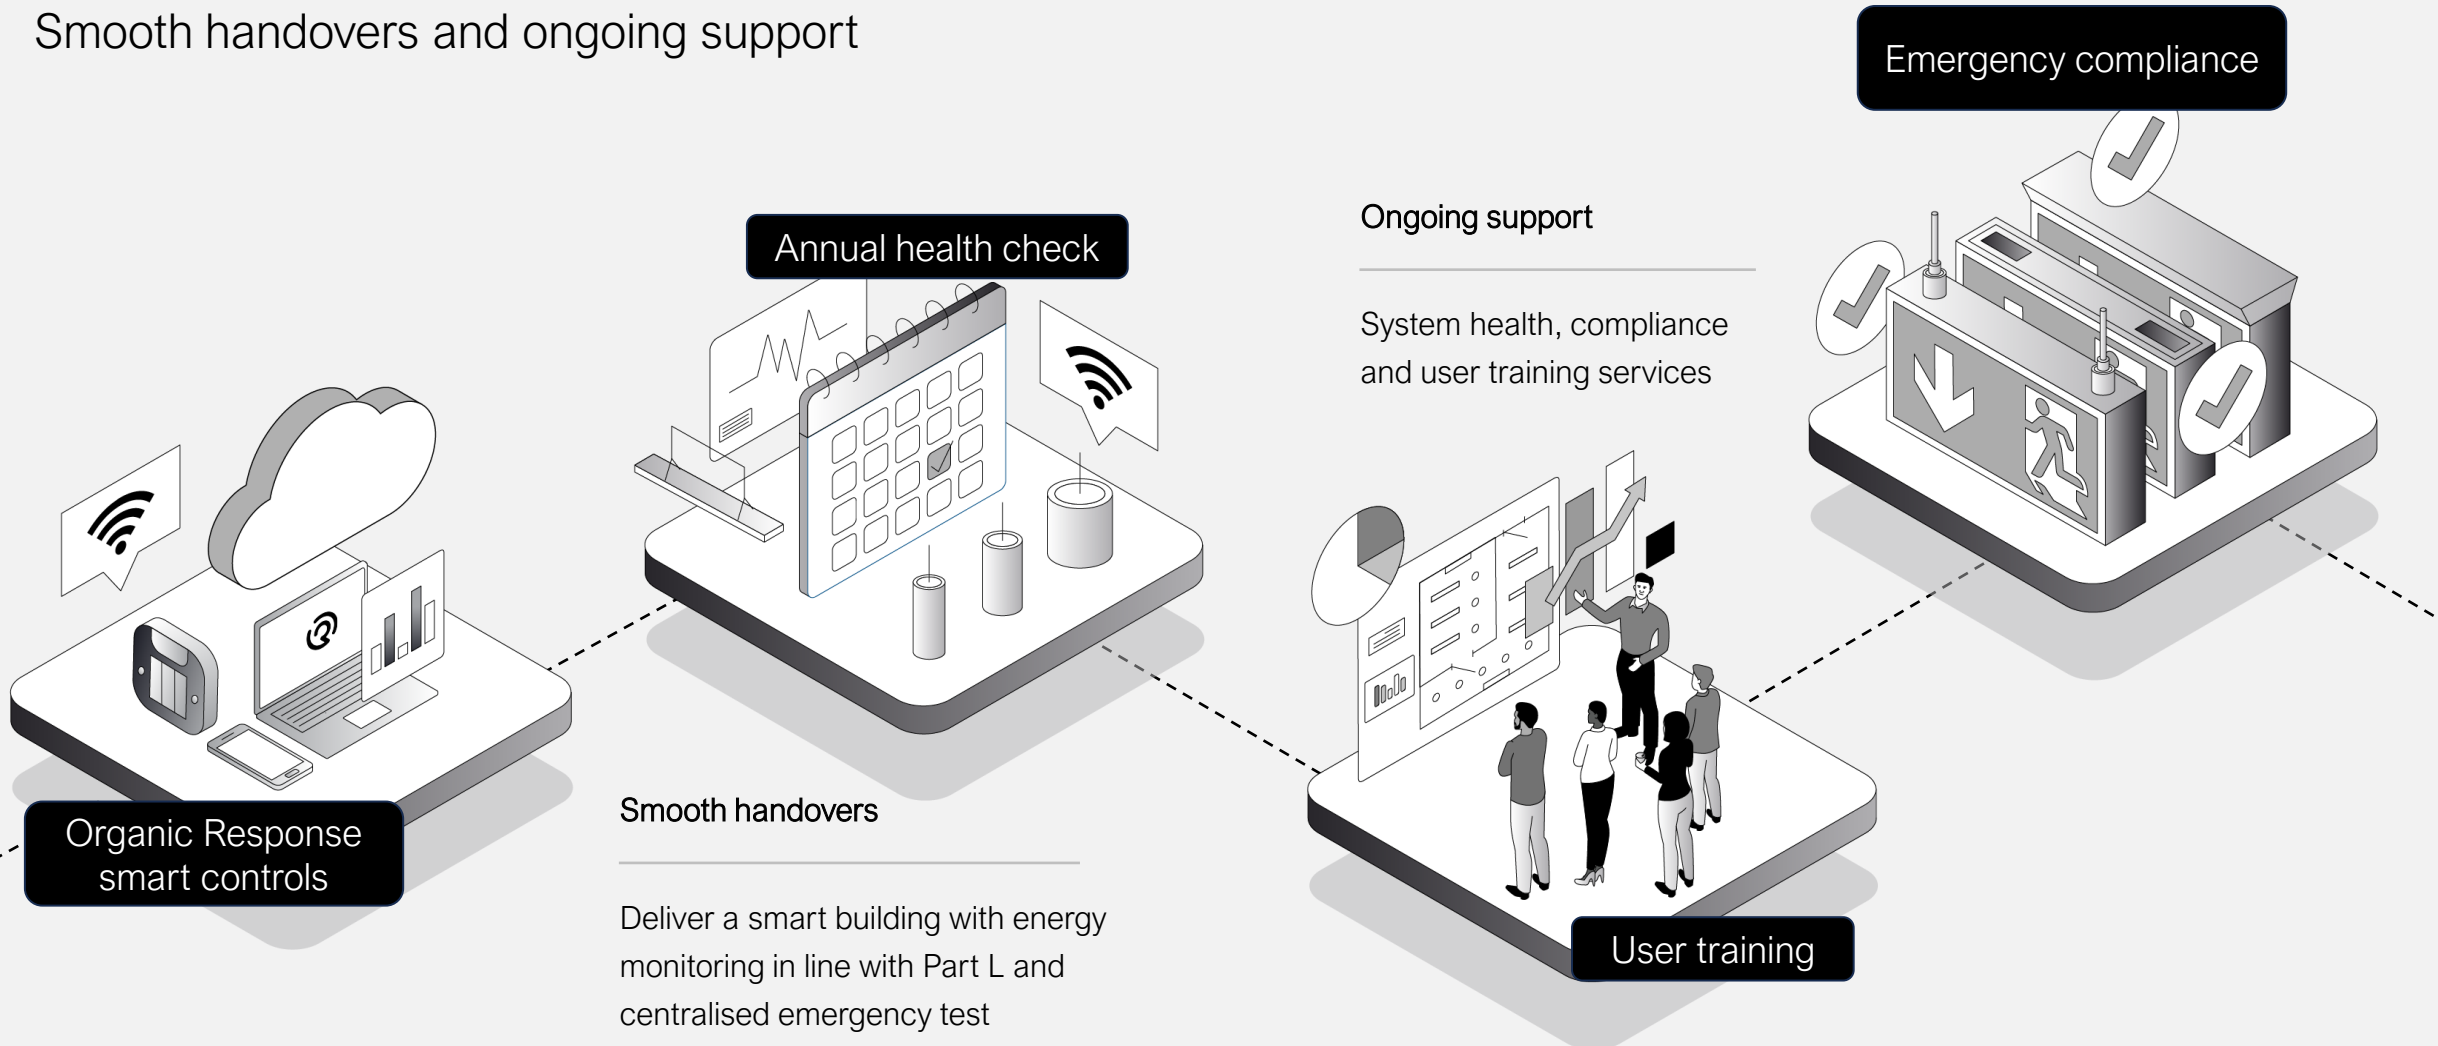 Smooth handovers and ongoing support
Emergency compliance
Annual health check
Ongoing support
System health, compliance
and user training services
Organic Response
smart controls
Smooth handovers
Deliver a smart building with energy
monitoring in line with Part L and
centralised emergency test
User training